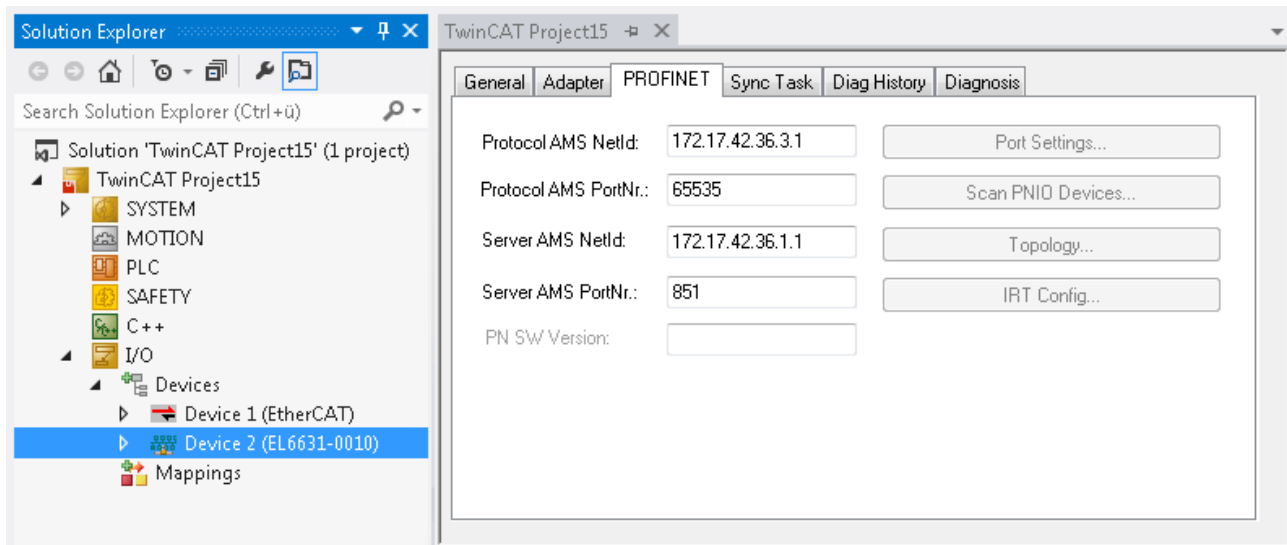 Solution Explorer
Search Solution Explorer (Ctrl+ü)
Solution 'TwinCAT Project15' (1 project)
TwinCAT Project15
SYSTEM
MOTION
PLC
SAFETY
C++
I/O
Devices
Device 1 (EtherCAT)
Device 2 (EL6631-0010)
Mappings
TwinCAT Project15
General Adapter PROFINET Sync Task Diag History Diagnosis
Protocol AMS NetId: 172.17.42.36.3.1 Port Settings...
Protocol AMS PortNr.: 65535 Scan PNIO Devices...
Server AMS NetId: 172.17.42.36.1.1 Topology...
Server AMS PortNr.: 851 IRT Config...
PN SW Version: